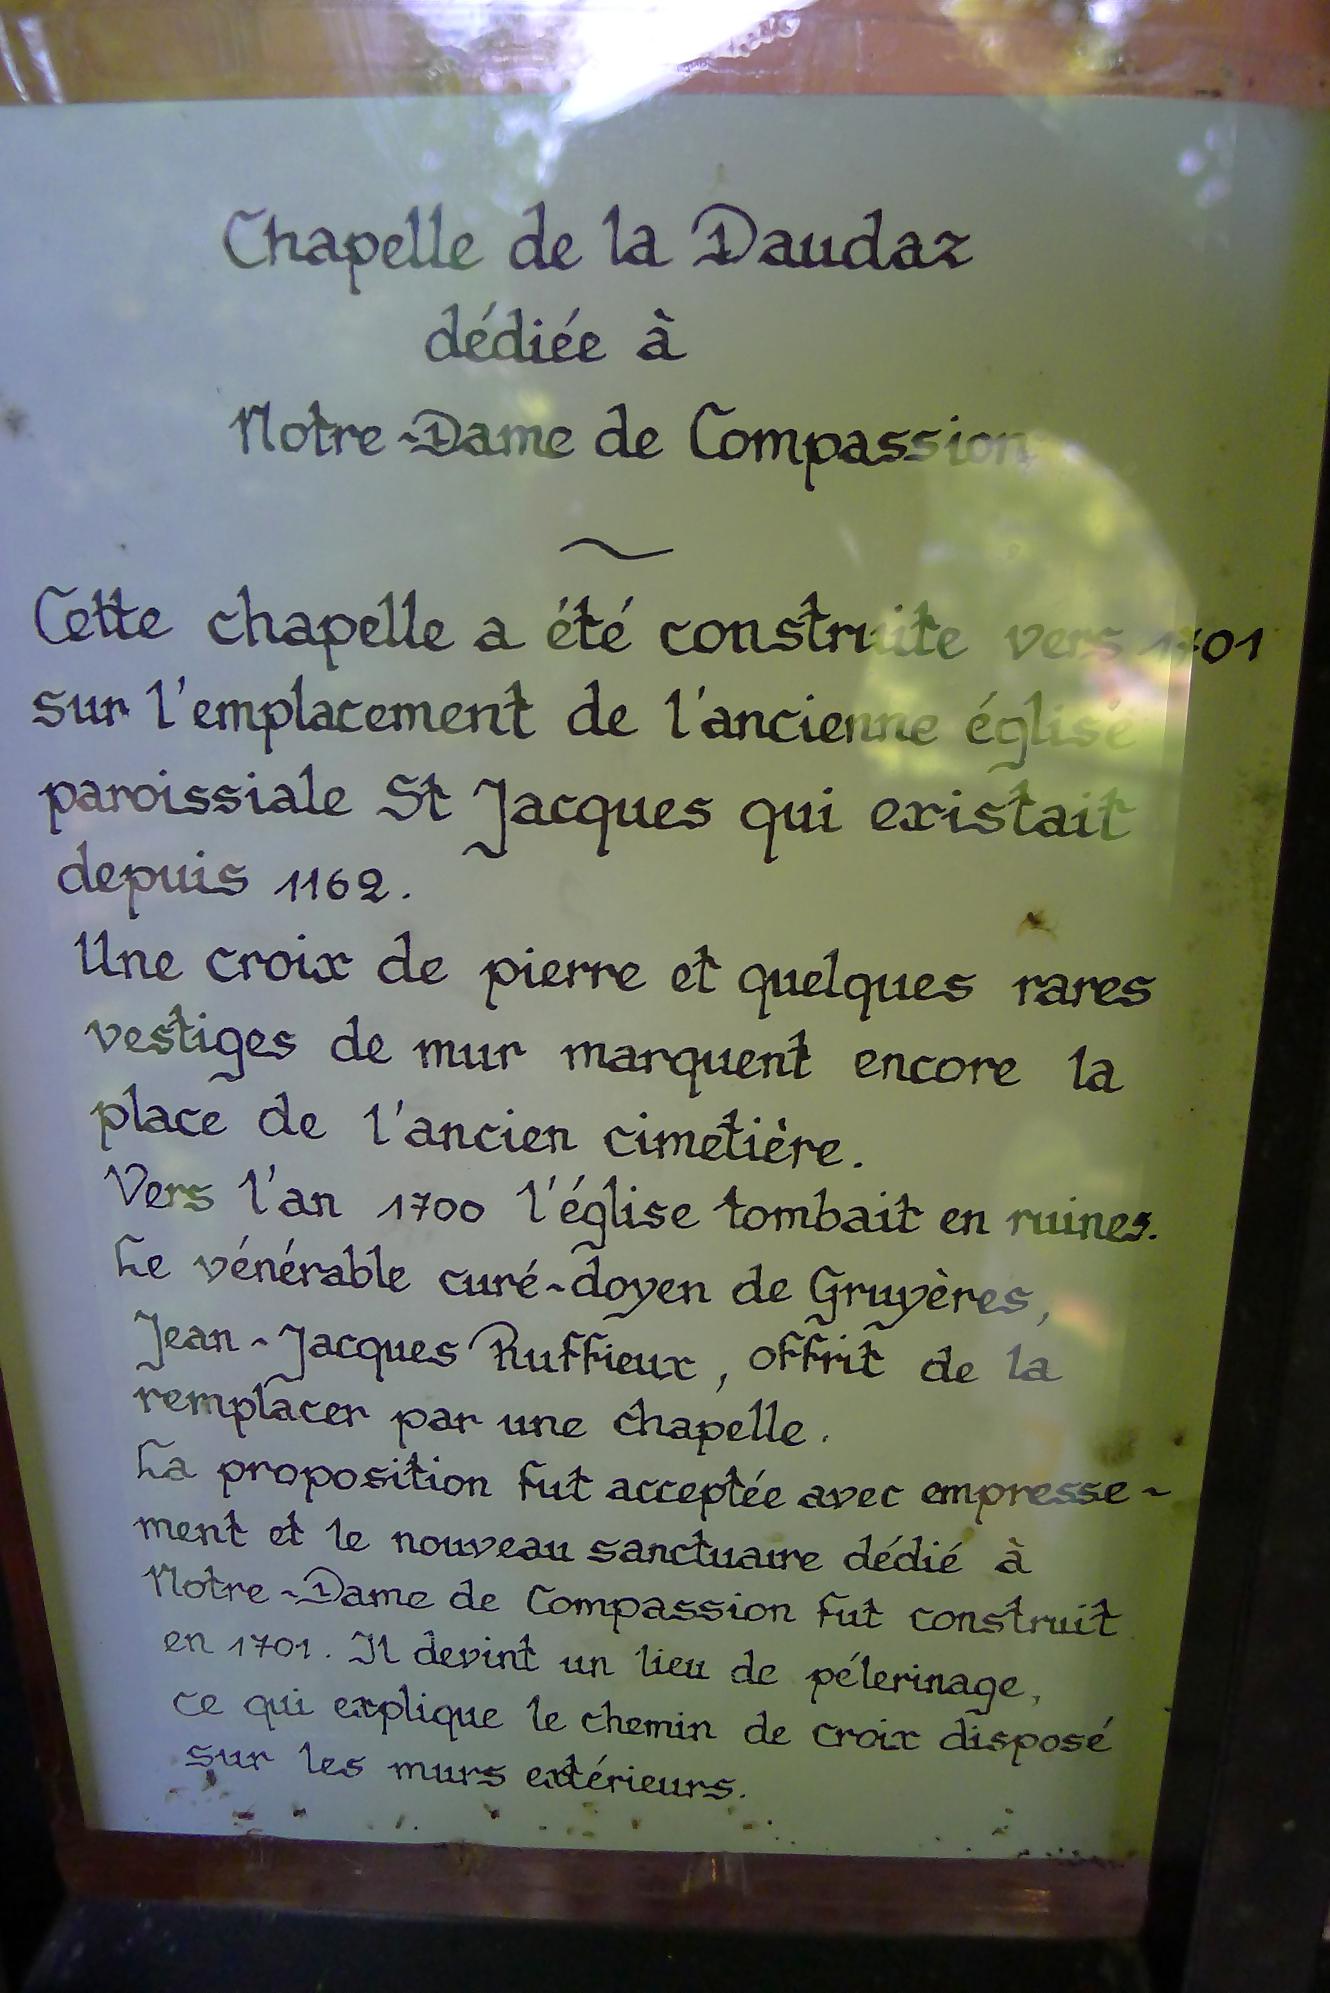 Chapelle de la Daudaz
dédiée à
Notre-Dame de Compassion
~
Cette chapelle a été construite vers 1701
sur l'emplacement de l'ancienne église
paroissiale St Jacques qui existait
depuis 1162.
Une croix de pierre et quelques rares
vestiges de mur marquent encore la
place de l'ancien cimetière.
Vers l'an 1700 l'église tombait en ruines.
Le vénérable curé-doyen de Gruyères,
Jean-Jacques Ruffieux, offrit de la
remplacer par une chapelle.
La proposition fut acceptée avec empresse-
ment et le nouveau sanctuaire dédié à
Notre-Dame de Compassion fut construit
en 1701. Il devint un lieu de pélerinage,
ce qui explique le chemin de croix disposé
sur les murs extérieurs.